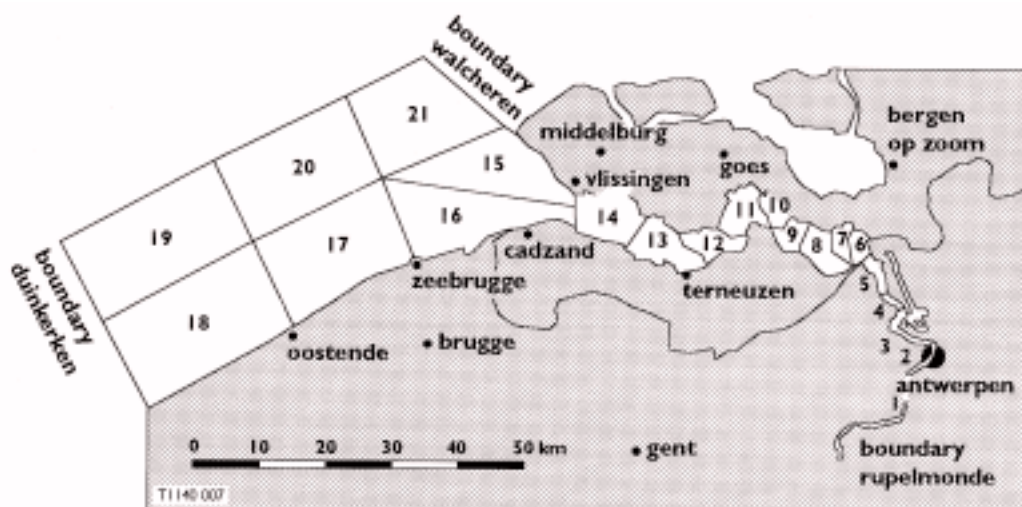 boundary
walcheren
21
20
15
19
16
17
18
boundary
duinkerken
middelburg
goes
bergen
op zoom
vlissingen
14
13
12
11
10
9
8
7
6
5
4
3
2
1
cadzand
zeebrugge
terneuzen
oostende
brugge
antwerpen
gent
boundary
rupelmonde
0 10 20 30 40 50 km
T1140 007